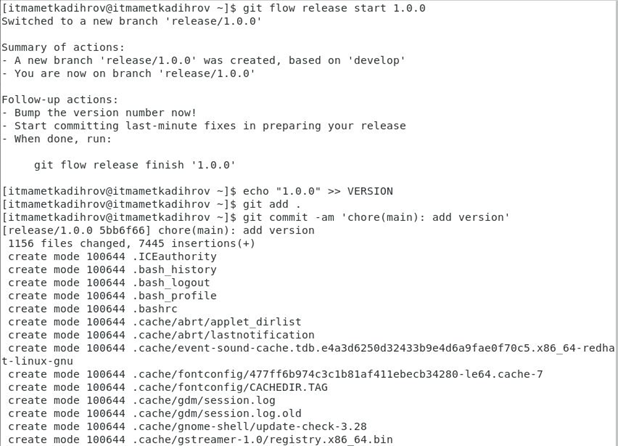 [itmametkadihrov@itmametkadihrov ~]$ git flow release start 1.0.0
Switched to a new branch 'release/1.0.0'
Summary of actions:
- A new branch 'release/1.0.0' was created, based on 'develop'
- You are now on branch 'release/1.0.0'
Follow-up actions:
- Bump the version number now!
- Start committing last-minute fixes in preparing your release
- When done, run:
git flow release finish '1.0.0'
[itmametkadihrov@itmametkadihrov ~]$ echo "1.0.0" >> VERSION
[itmametkadihrov@itmametkadihrov ~]$ git add .
[itmametkadihrov@itmametkadihrov ~]$ git commit -am 'chore(main): add version'
[release/1.0.0 5bb6f66] chore(main): add version
1156 files changed, 7445 insertions(+)
create mode 100644 .ICEauthority
create mode 100644 .bash_history
create mode 100644 .bash_logout
create mode 100644 .bash_profile
create mode 100644 .bashrc
create mode 100644 .cache/abrt/applet_dirlist
create mode 100644 .cache/abrt/lastnotification
create mode 100644 .cache/event-sound-cache.tdb.e4a3d6250d32433b9e4d6a9fae0f70c5.x86_64-redha
t-linux-gnu
create mode 100644 .cache/fontconfig/477ff6b974c3c1b81af411ebecb34280-le64.cache-7
create mode 100644 .cache/fontconfig/CACHEDIR.TAG
create mode 100644 .cache/gdm/session.log
create mode 100644 .cache/gdm/session.log.old
create mode 100644 .cache/gnome-shell/update-check-3.28
create mode 100644 .cache/gstreamer-1.0/registry.x86_64.bin